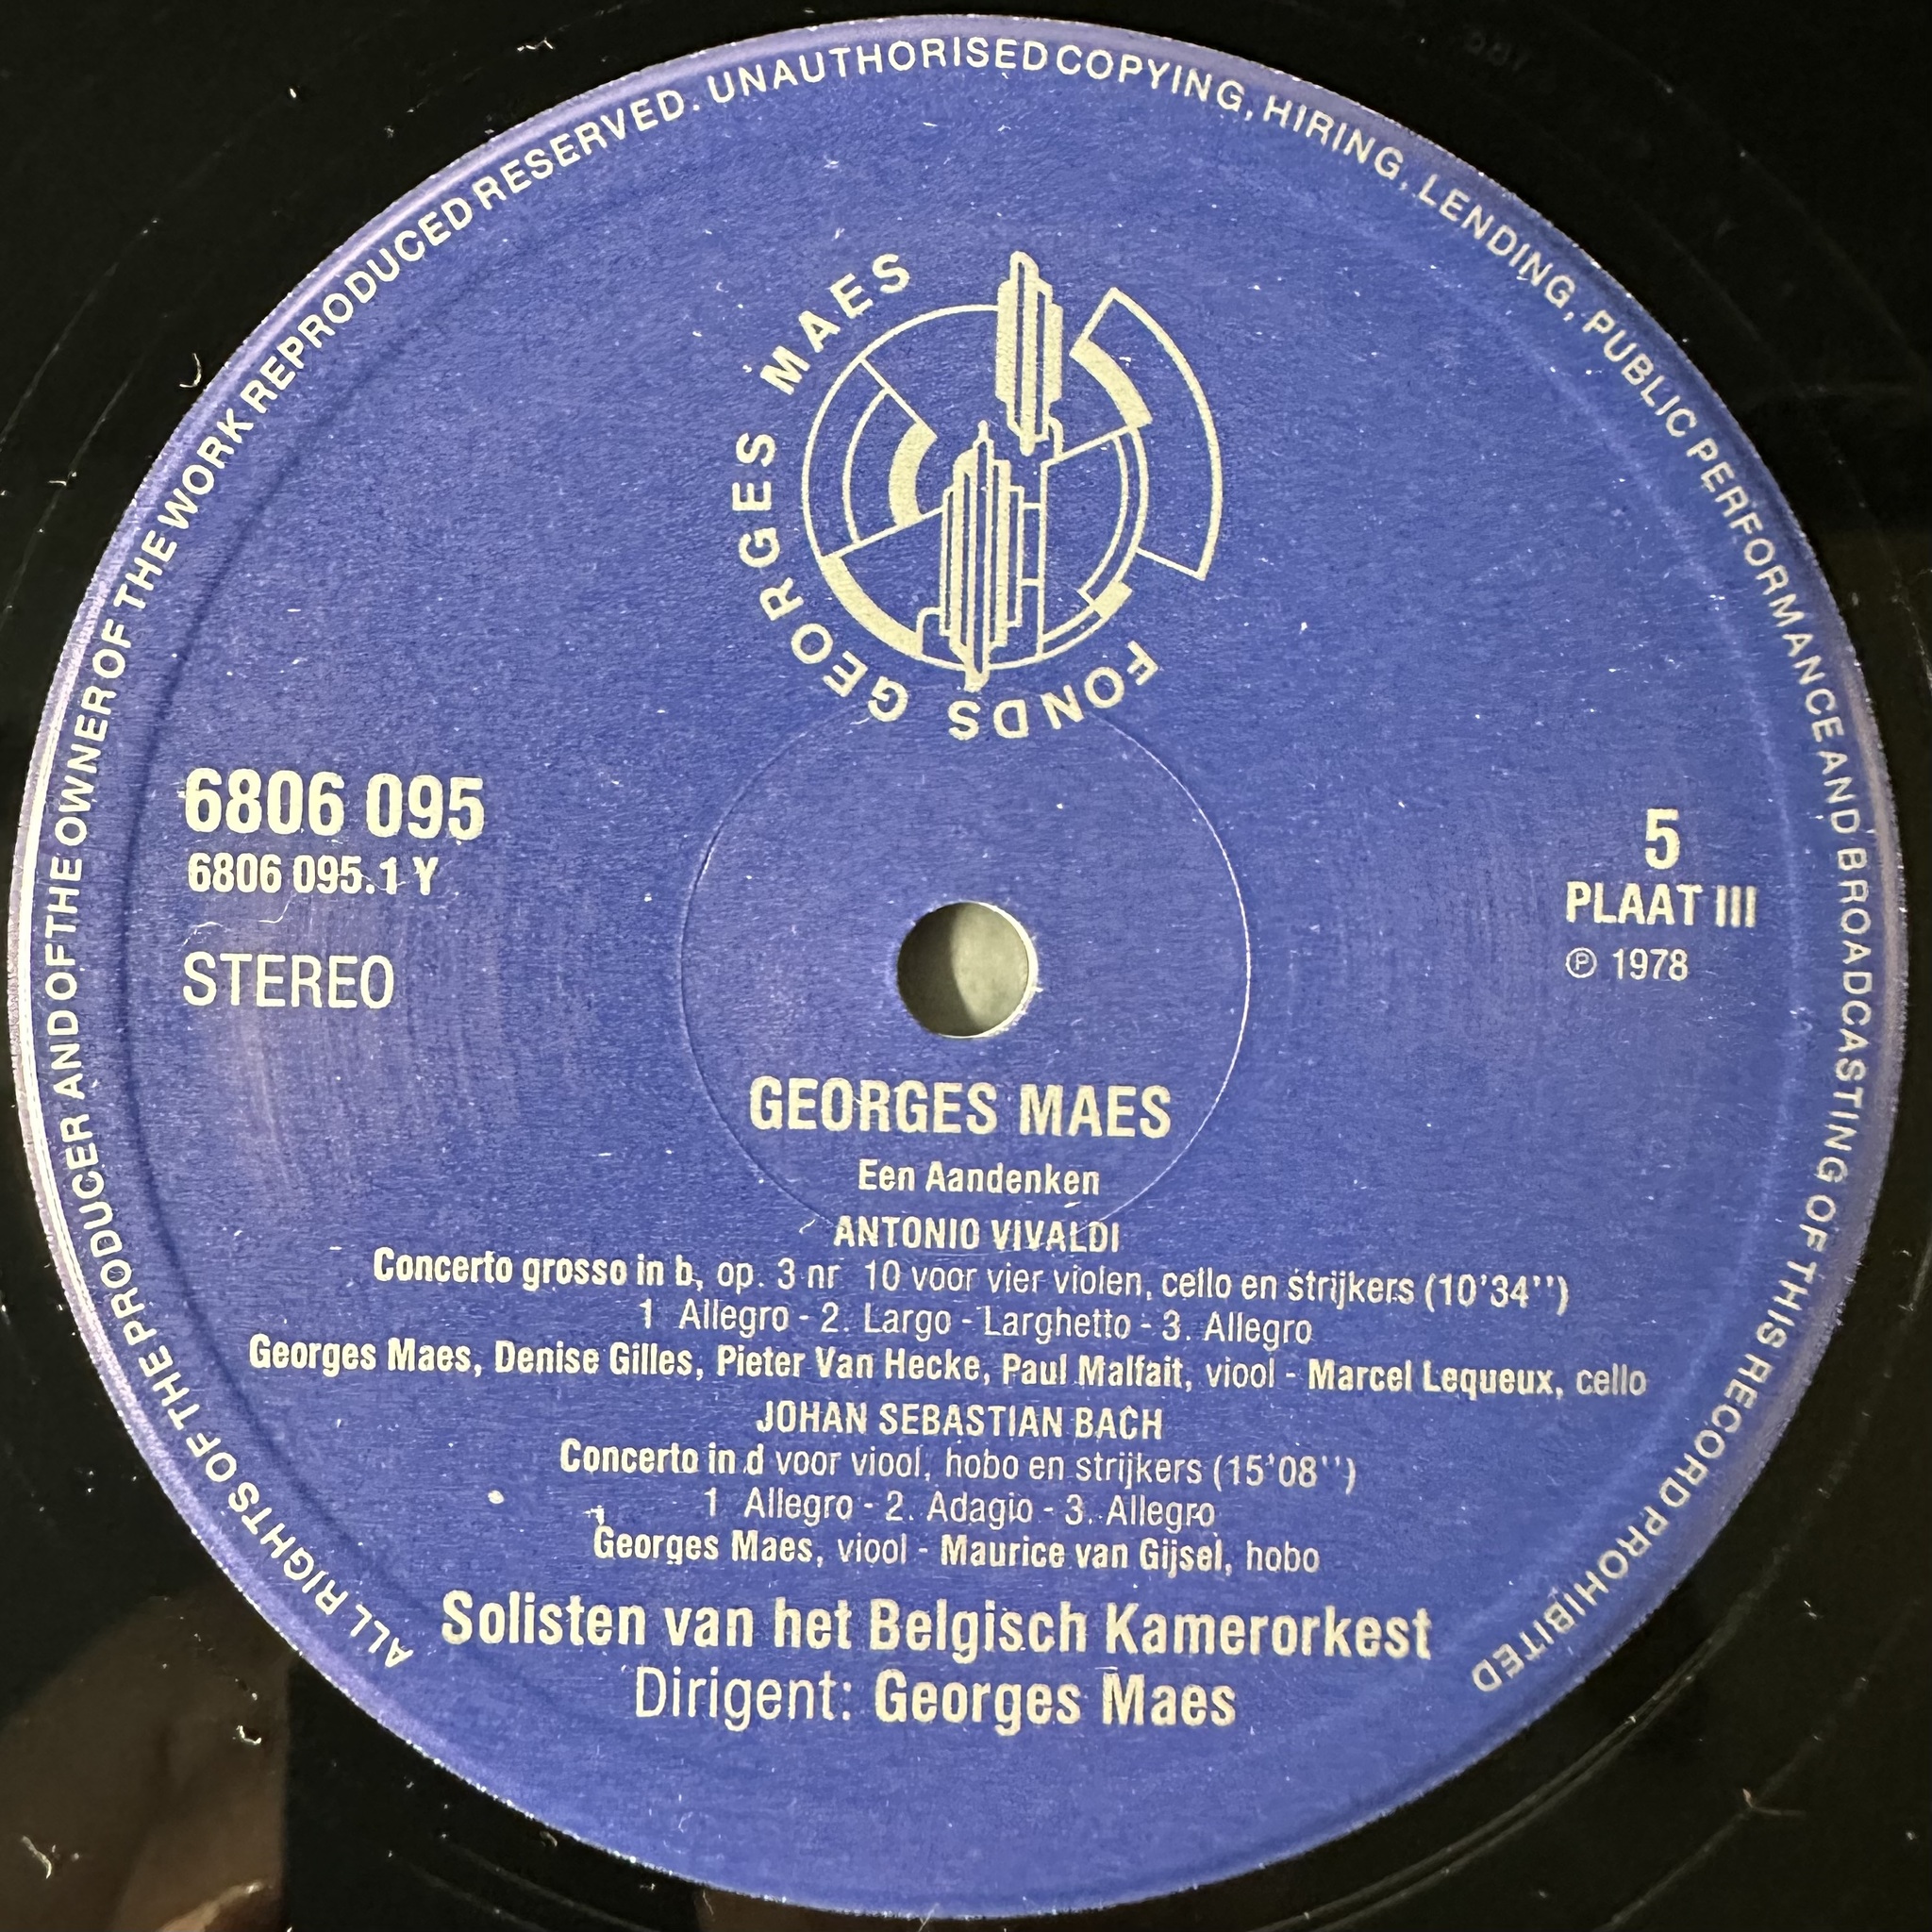 ALL RIGHTS OF THE PRODUCER AND OF THE OWNER OF THE WORK REPRODUCED RESERVED. UNAUTHORISED COPYING, HIRING, LENDING, PUBLIC PERFORMANCE AND BROADCASTING OF THIS RECORD PROHIBITED
FONDS GEORGES MAES
6806 095
6806 095.1 Y
STEREO
5
PLAAT III
℗ 1978
GEORGES MAES
Een Aandenken
ANTONIO VIVALDI
Concerto grosso in b, op. 3 nr 10 voor vier violen, cello en strijkers (10'34'')
1 Allegro - 2. Largo - Larghetto - 3. Allegro
Georges Maes, Denise Gilles, Pieter Van Hecke, Paul Malfait, viool - Marcel Lequeux, cello
JOHAN SEBASTIAN BACH
Concerto in d voor viool, hobo en strijkers (15'08'')
1 Allegro - 2. Adagio - 3. Allegro
Georges Maes, viool - Maurice van Gijsel, hobo
Solisten van het Belgisch Kamerorkest
Dirigent: Georges Maes